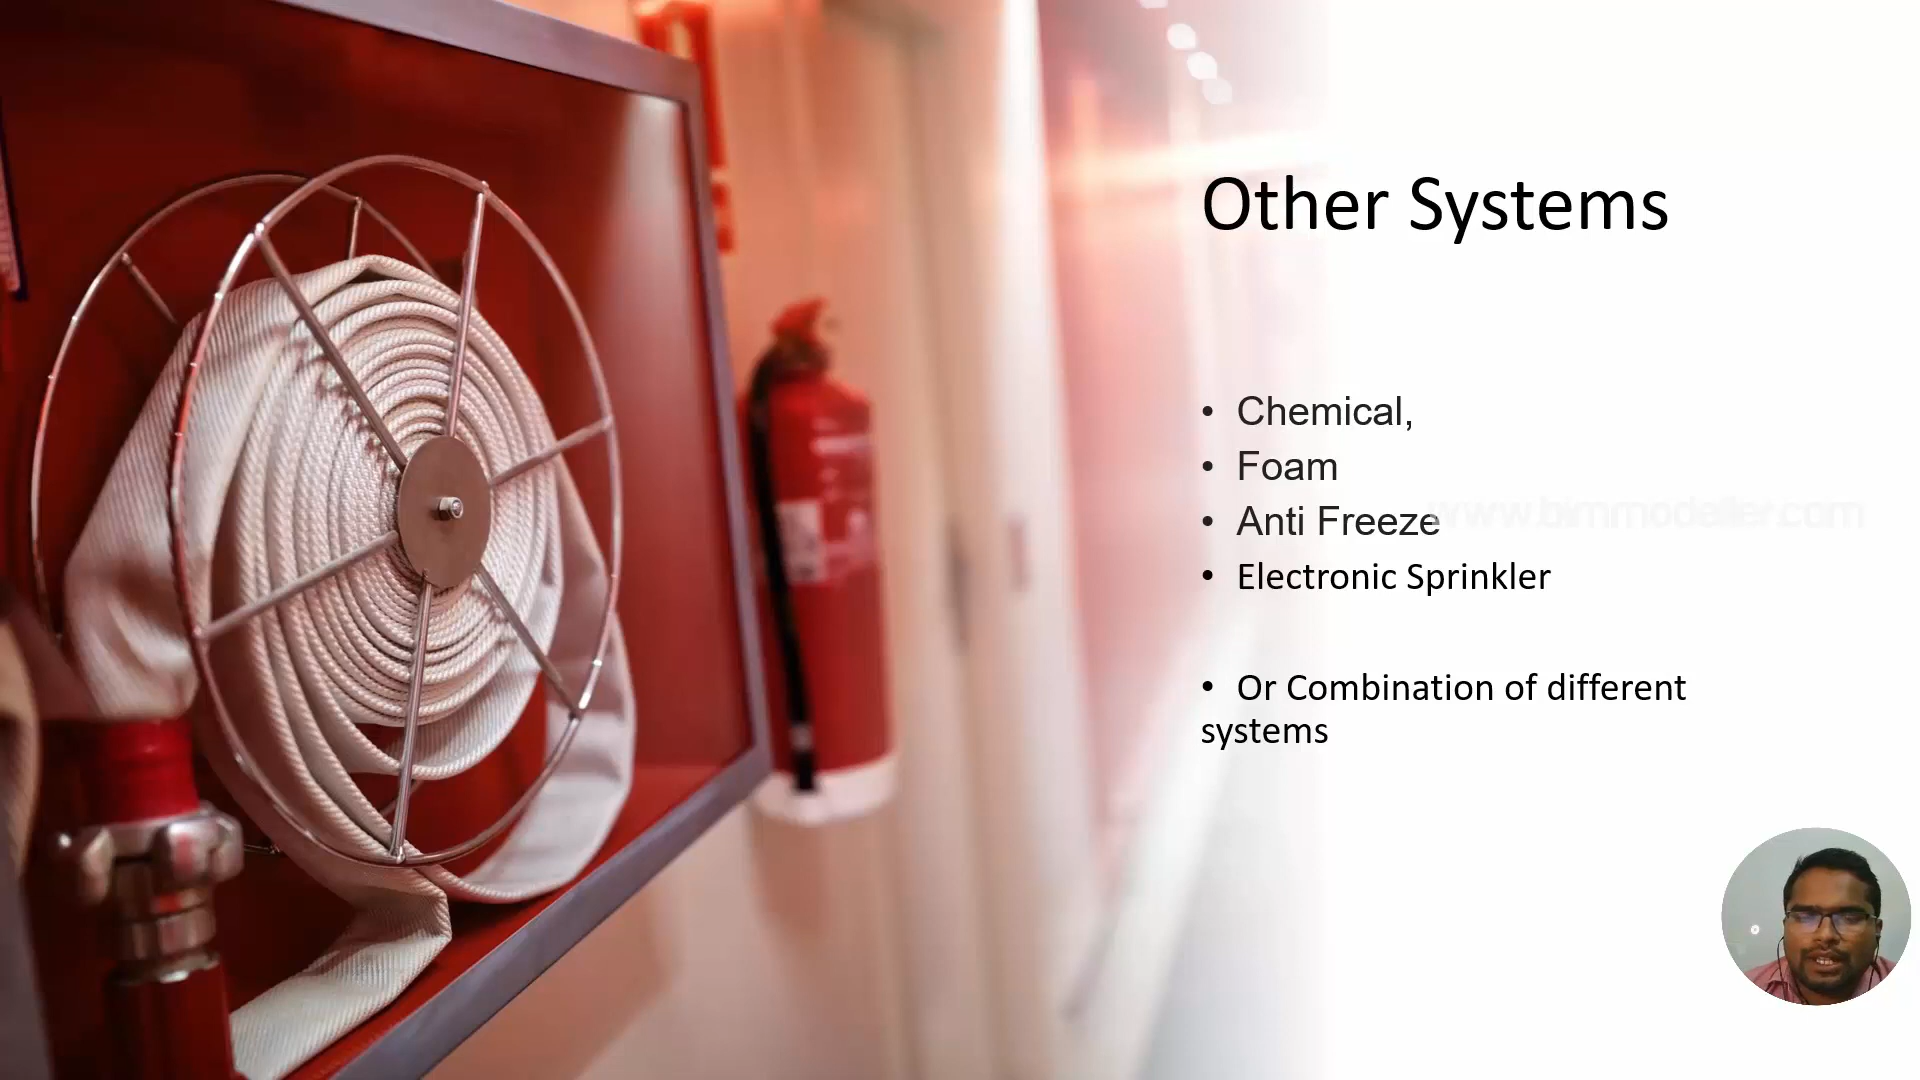 Other Systems
• Chemical,
• Foam
• Anti Freeze
www.bimmodeller.com
• Electronic Sprinkler
• Or Combination of different
systems